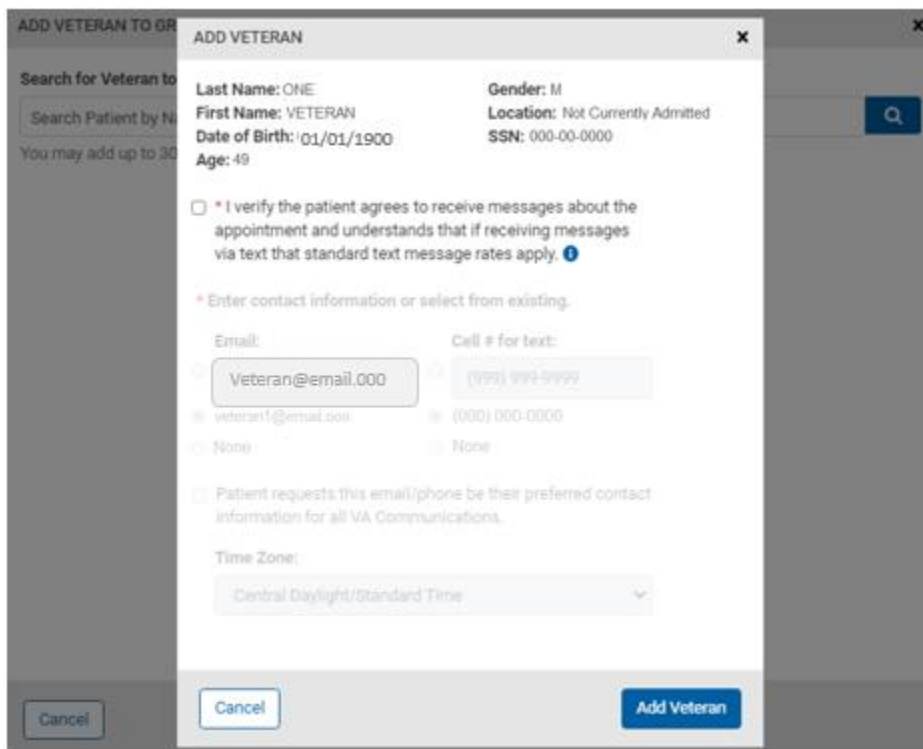 ADD VETERAN TO GR
x
Search for Veteran to
Search Patient by Na
You may add up to 30
Cancel
ADD VETERAN
x
Last Name: ONE
Gender: M
First Name: VETERAN
Location: Not Currently Admitted
Date of Birth: 01/01/1900
SSN: 000-00-0000
Age: 49
* I verify the patient agrees to receive messages about the
appointment and understands that if receiving messages
via text that standard text message rates apply.
* Enter contact information or select from existing.
Email:
Cell # for text:
Veteran@email.000
(999) 999-9999
veteran1@email.ooo
(000) 000-0000
None
None
Patient requests this email/phone be their preferred contact
information for all VA Communications.
Time Zone:
Central Daylight/Standard Time
Cancel
Add Veteran